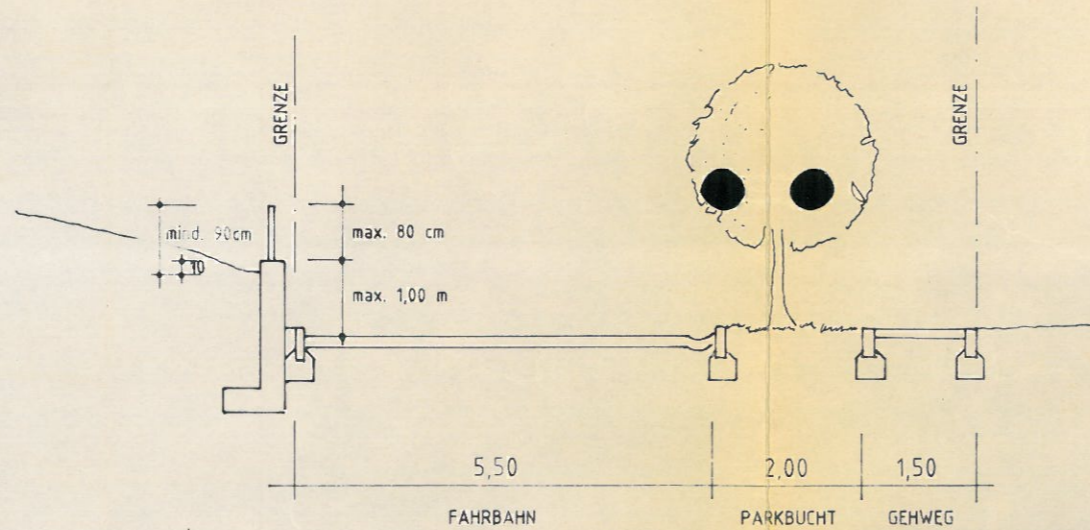 GRENZE
GRENZE
mind. 90cm
max. 80 cm
10
max. 1,00 m
5,50
2,00
1,50
FAHRBAHN
PARKBUCHT
GEHWEG